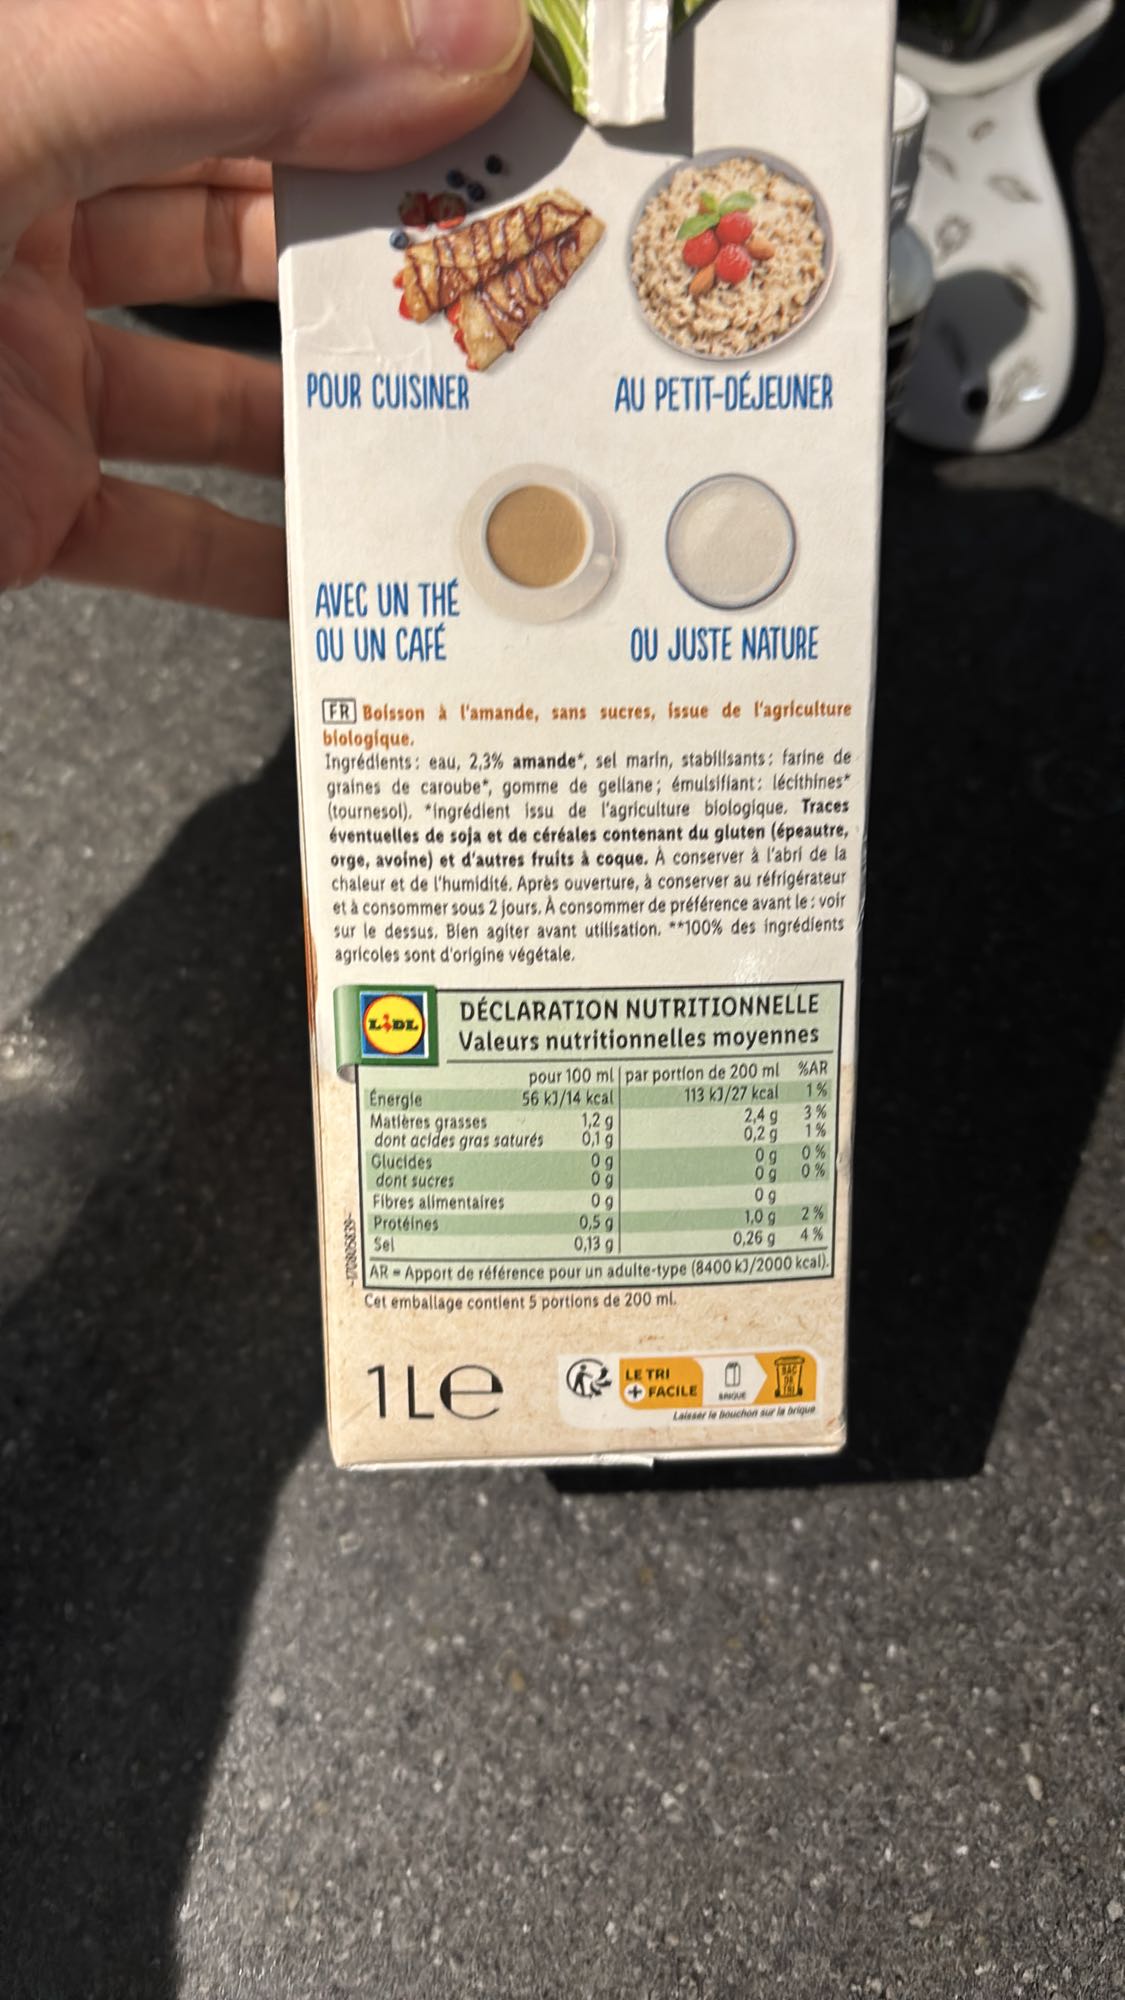 POUR CUISINER
AU PETIT-DÉJEUNER
AVEC UN THÉ
OU UN CAFÉ
OU JUSTE NATURE
FR Boisson à l'amande, sans sucres, issue de l'agriculture
biologique.
Ingrédients: eau, 2,3% amande*, sel marin, stabilisants: farine de
graines de caroube*, gomme de gellane; émulsifiant: lécithines*
(tournesol). *Ingrédient issu de l'agriculture biologique. Traces
éventuelles de soja et de céréales contenant du gluten (épeautre,
orge, avoine) et d'autres fruits à coque. À conserver à l'abri de la
chaleur et de l'humidité. Après ouverture, à conserver au réfrigérateur
et à consommer sous 2 jours. À consommer de préférence avant le: voir
sur le dessus. Bien agiter avant utilisation. **100% des ingrédients
agricoles sont d'origine végétale.
LIDL
DÉCLARATION NUTRITIONNELLE
Valeurs nutritionnelles moyennes
pour 100 ml par portion de 200 ml %AR
Énergie 56 kJ/14 kcal 113 kJ/27 kcal 1%
Matières grasses 1,2 g 2,4 g 3%
dont acides gras saturés 0,1 g 0,2 g 1%
Glucides 0 g 0 g 0%
dont sucres 0 g 0 g 0%
Fibres alimentaires 0 g 0 g
Protéines 0,5 g 1,0 g 2%
Sel 0,13 g 0,26 g 4%
AR = Apport de référence pour un adulte-type (8400 kJ/2000 kcal).
Cet emballage contient 5 portions de 200 ml.
1L e
LE TRI
+ FACILE
BRIQUE
BAC
DE
TRI
Laisser le bouchon sur la brique